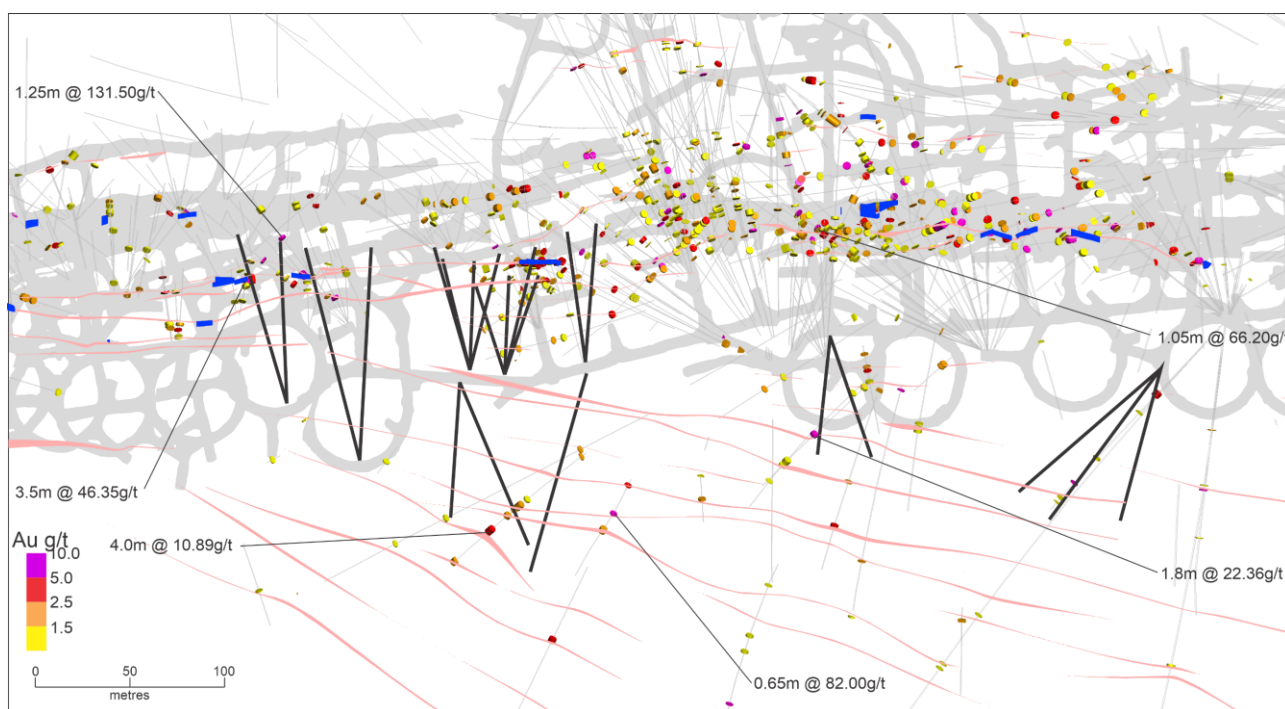 1.25m @ 131.50g/t
1.05m @ 66.20g/t
3.5m @ 46.35g/t
4.0m @ 10.89g/t
1.8m @ 22.36g/t
0.65m @ 82.00g/t
Au g/t
10.0
5.0
2.5
1.5
0 50 100
metres